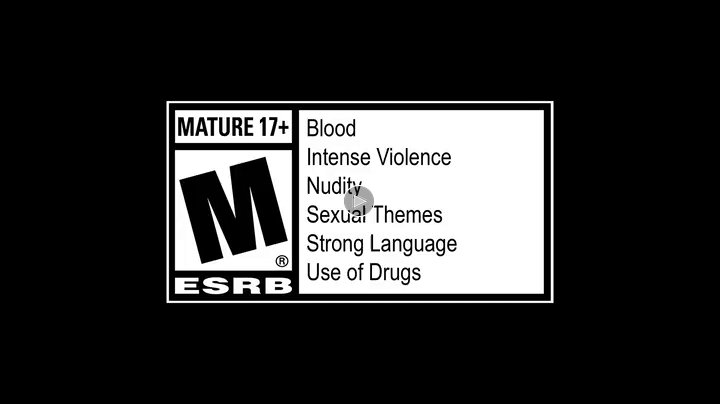 MATURE 17+
M
®
ESRB
Blood
Intense Violence
Nudity
Sexual Themes
Strong Language
Use of Drugs